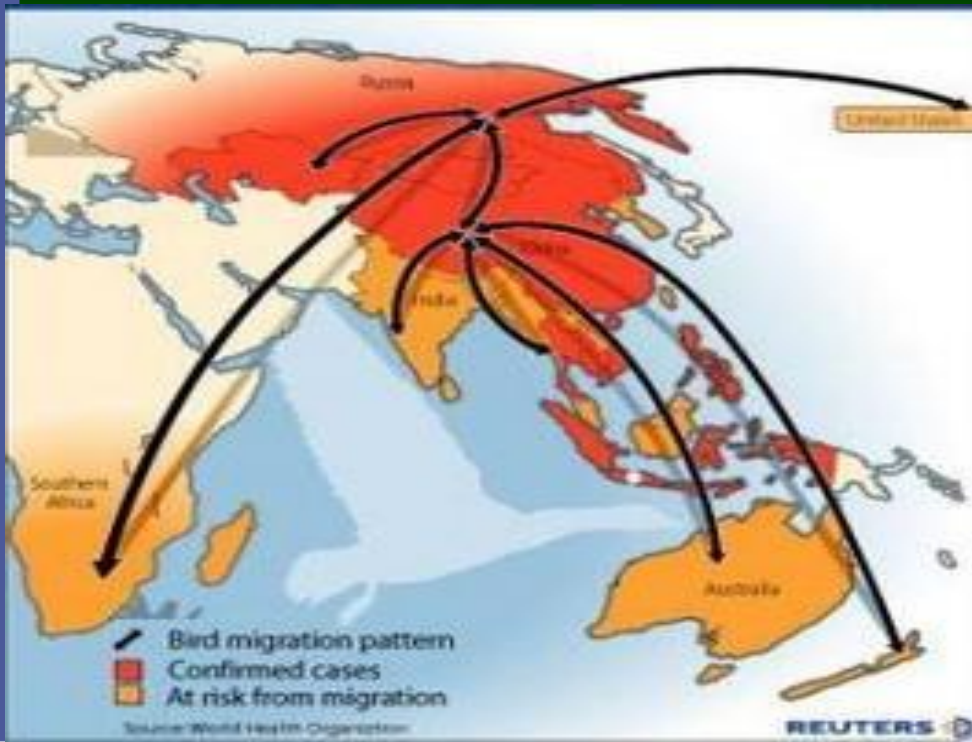 Russia
United States
China
India
Southern
Africa
Australia
Bird migration pattern
Confirmed cases
At risk from migration
Source: World Health Organization
REUTERS